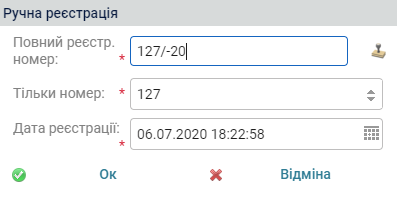 Ручна реєстрація
Повний реєстр.
номер:
* 127/-20
Тільки номер: * 127
Дата реєстрації:
* 06.07.2020 18:22:58
Ок Відміна